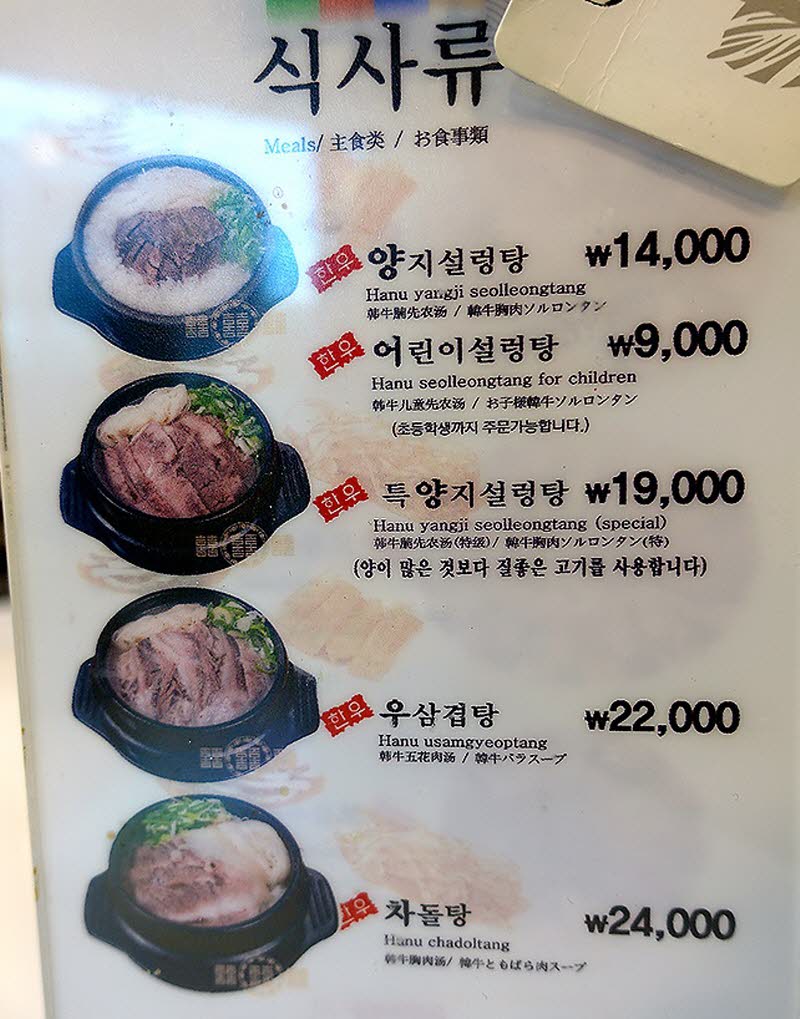 식사류
Meals/ 主食类 / お食事類
한우 양지설렁탕 ₩14,000
Hanu yangji seolleongtang
韩牛腩先农汤 / 韓牛胸肉ソルロンタン
한우 어린이설렁탕 ₩9,000
Hanu seolleongtang for children
韩牛儿童先农汤 / お子様韓牛ソルロンタン
(초등학생까지 주문가능합니다.)
한우 특양지설렁탕 ₩19,000
Hanu yangji seolleongtang (special)
韩牛腩先农汤(特级)/ 韓牛胸肉ソルロンタン(特)
(양이 많은 것보다 질좋은 고기를 사용합니다)
한우 우삼겹탕 ₩22,000
Hanu usamgyeoptang
韩牛五花肉汤 / 韓牛バラスープ
한우 차돌탕 ₩24,000
Hanu chadoltang
韩牛胸肉汤/ 韓牛ともばら肉スープ